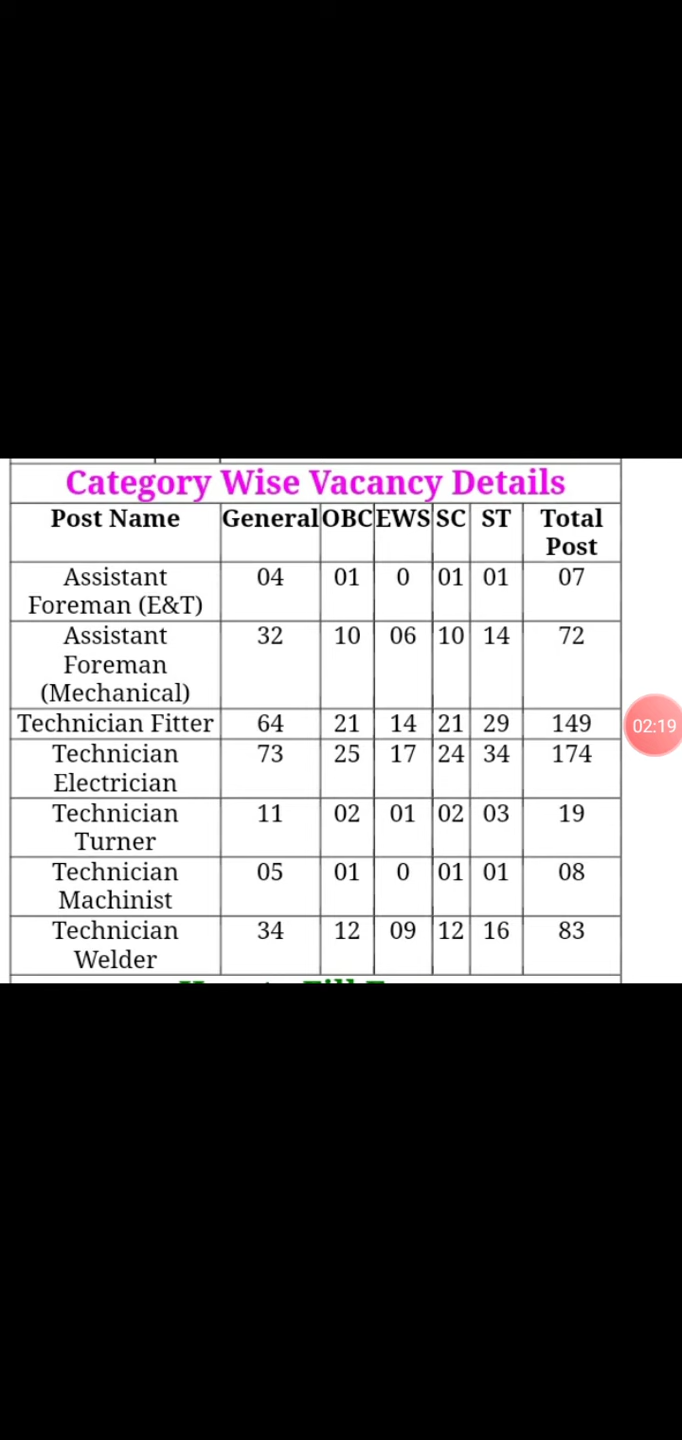 Category Wise Vacancy Details
Post Name General OBC EWS SC ST Total
Post
Assistant 04 01 0 01 01 07
Foreman (E&T)
Assistant 32 10 06 10 14 72
Foreman
(Mechanical)
Technician Fitter 64 21 14 21 29 149
02:19
Technician 73 25 17 24 34 174
Electrician
Technician 11 02 01 02 03 19
Turner
Technician 05 01 0 01 01 08
Machinist
Technician 34 12 09 12 16 83
Welder